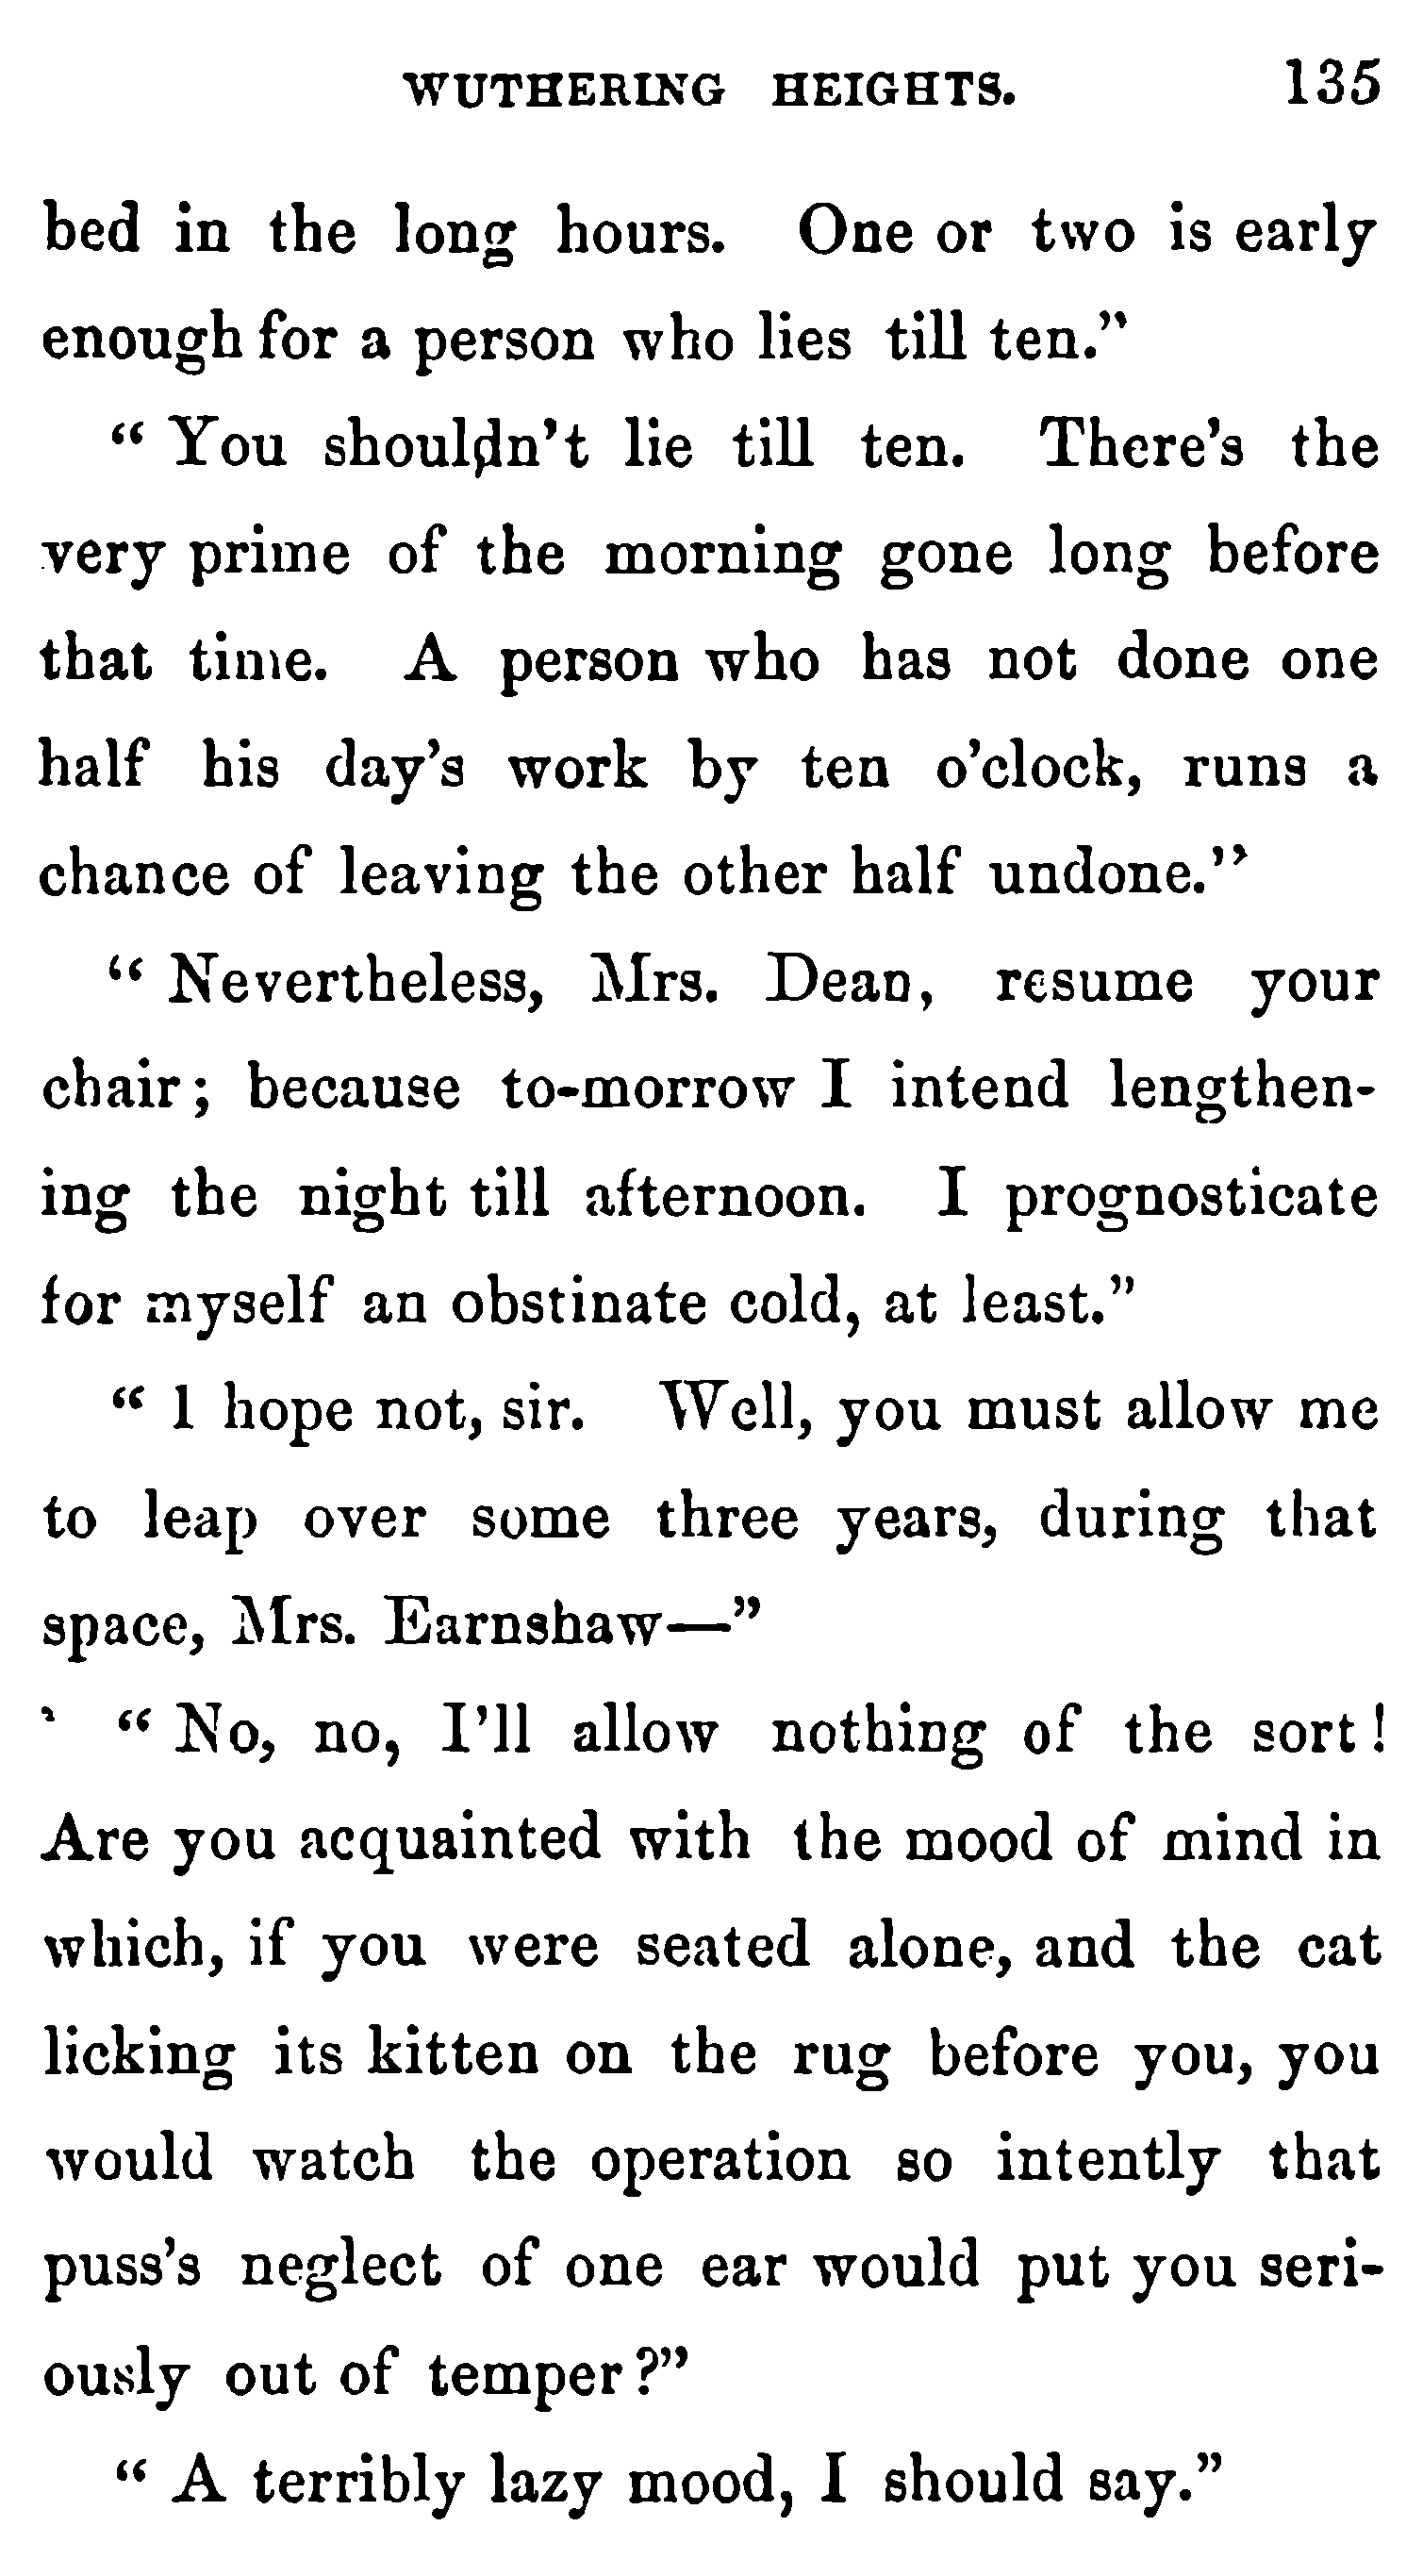 WUTHERING HEIGHTS. 135
bed in the long hours. One or two is early
enough for a person who lies till ten."
"You shouldn't lie till ten. There's the
very prime of the morning gone long before
that time. A person who has not done one
half his day's work by ten o'clock, runs a
chance of leaving the other half undone."
"Nevertheless, Mrs. Dean, resume your
chair; because to-morrow I intend lengthen-
ing the night till afternoon. I prognosticate
for myself an obstinate cold, at least."
"I hope not, sir. Well, you must allow me
to leap over some three years, during that
space, Mrs. Earnshaw—"
"No, no, I'll allow nothing of the sort!
Are you acquainted with the mood of mind in
which, if you were seated alone, and the cat
licking its kitten on the rug before you, you
would watch the operation so intently that
puss's neglect of one ear would put you seri-
ously out of temper?"
"A terribly lazy mood, I should say."